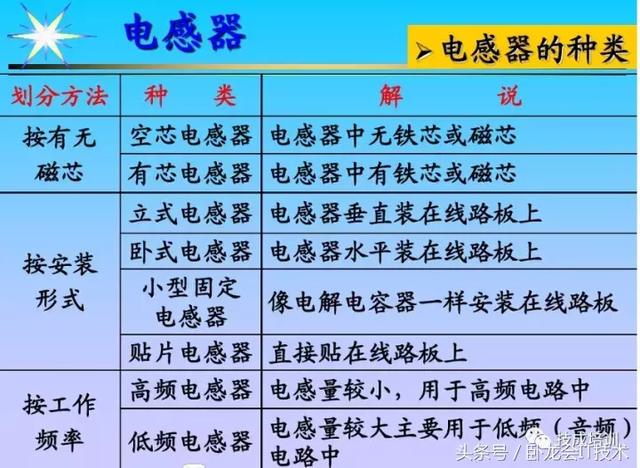 电感器
电感器的种类
划分方法 种 类 解 说
按有无
磁芯
空芯电感器 电感器中无铁芯或磁芯
有芯电感器 电感器中有铁芯或磁芯
按安装
形式
立式电感器 电感器垂直装在线路板上
卧式电感器 电感器水平装在线路板上
小型固定
电感器
像电解电容器一样安装在线路板
贴片电感器 直接贴在线路板上
按工作
频率
高频电感器 电感量较小，用于高频电路中
低频电感器
电感量较大主要用于低频（音频）
电路中
技成培训
头条号／卧龙会IT技术